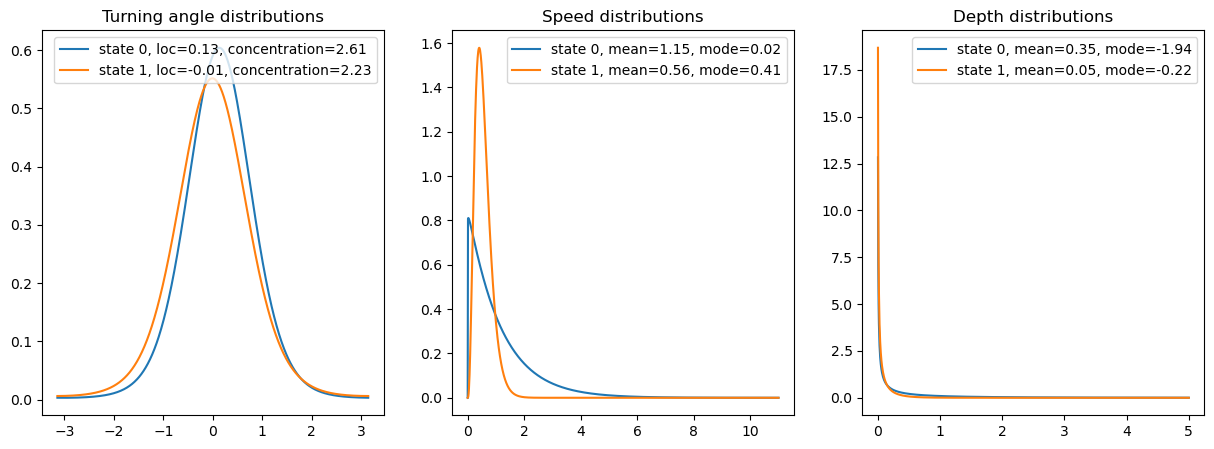 Turning angle distributions
state 0, loc=0.13, concentration=2.61
state 1, loc=-0.01, concentration=2.23
0.6
0.5
0.4
0.3
0.2
0.1
0.0
−3 −2 −1 0 1 2 3
Speed distributions
state 0, mean=1.15, mode=0.02
state 1, mean=0.56, mode=0.41
1.6
1.4
1.2
1.0
0.8
0.6
0.4
0.2
0.0
0 2 4 6 8 10
Depth distributions
state 0, mean=0.35, mode=-1.94
state 1, mean=0.05, mode=-0.22
17.5
15.0
12.5
10.0
7.5
5.0
2.5
0.0
0 1 2 3 4 5